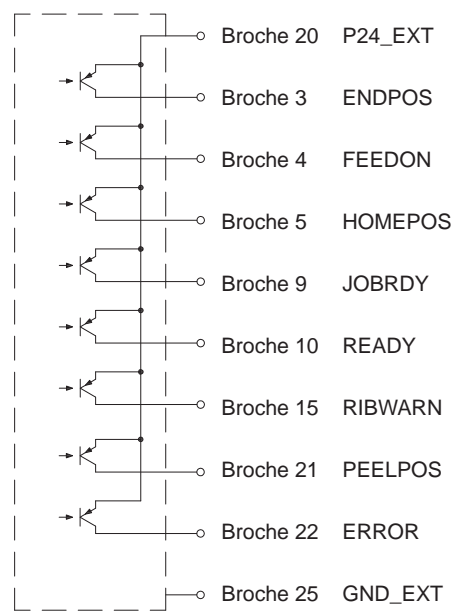 Broche 20 P24_EXT
Broche 3 ENDPOS
Broche 4 FEEDON
Broche 5 HOMEPOS
Broche 9 JOBRDY
Broche 10 READY
Broche 15 RIBWARN
Broche 21 PEELPOS
Broche 22 ERROR
Broche 25 GND_EXT